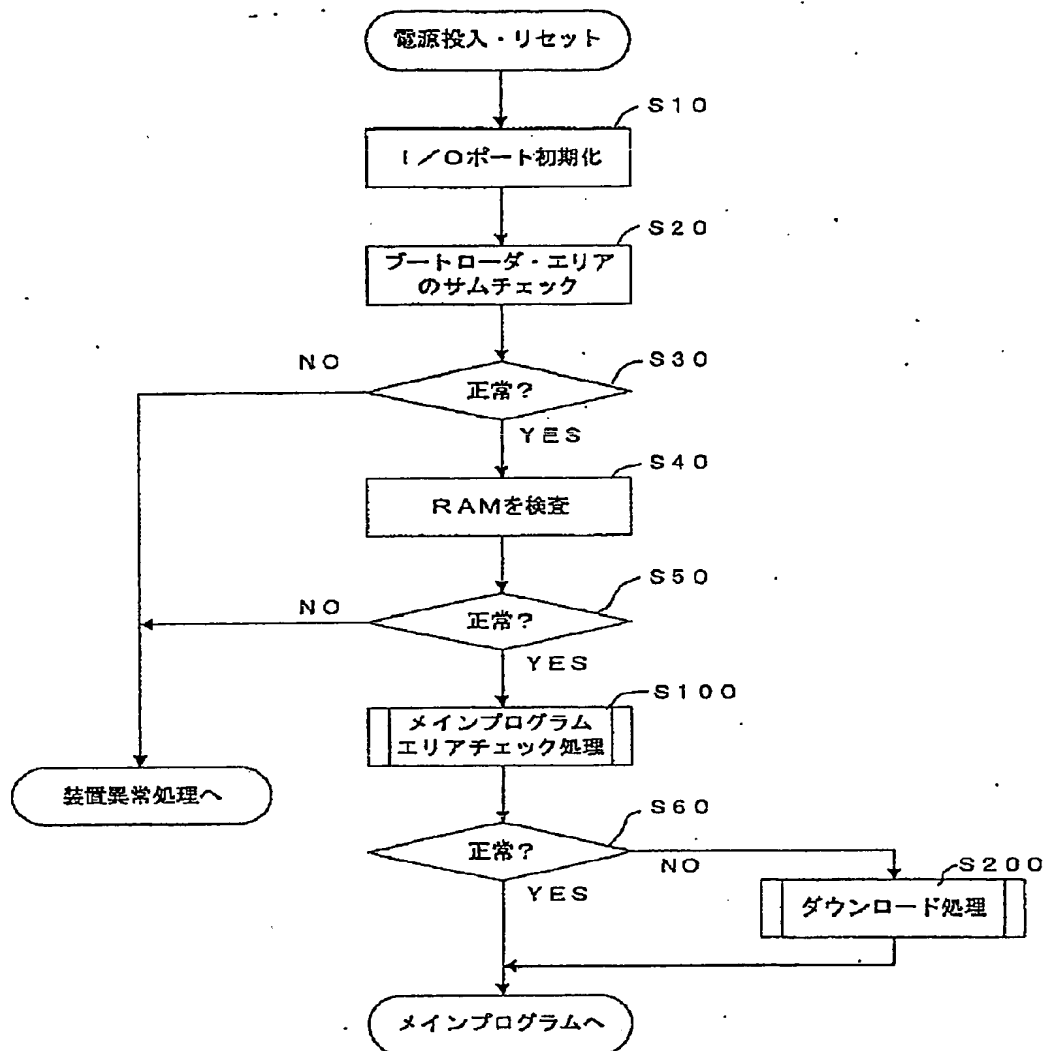 電源投入・リセット
S10
I/Oポート初期化
S20
ブートローダ・エリア
のサムチェック
NO
S30
正常?
YES
S40
RAMを検査
S50
NO
正常?
YES
S100
メインプログラム
エリアチェック処理
装置異常処理へ
S60
正常?
NO
YES
S200
ダウンロード処理
メインプログラムへ